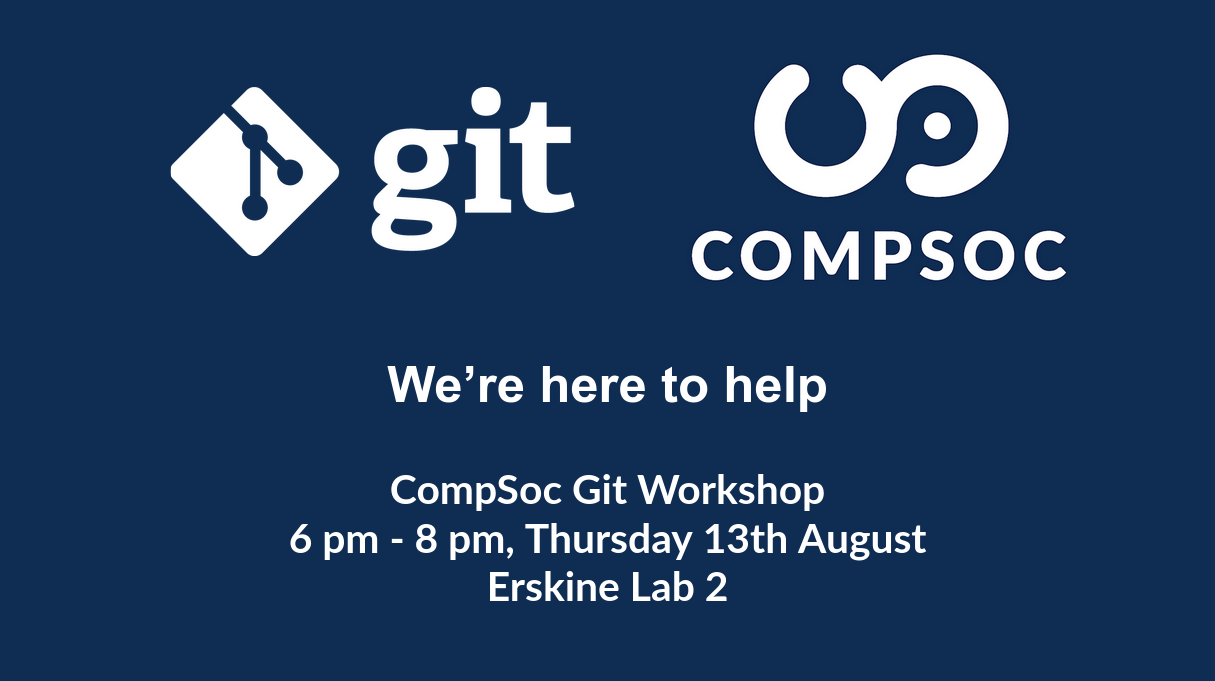 git
COMPSOC
We’re here to help
CompSoc Git Workshop
6 pm - 8 pm, Thursday 13th August
Erskine Lab 2